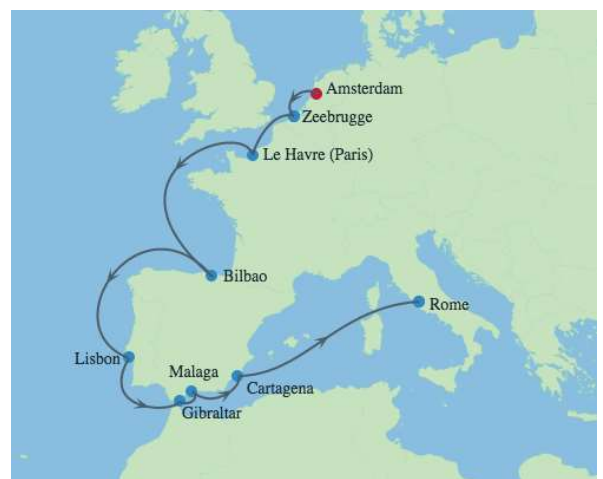 Amsterdam
Zeebrugge
Le Havre (Paris)
Bilbao
Rome
Lisbon
Malaga
Cartagena
Gibraltar